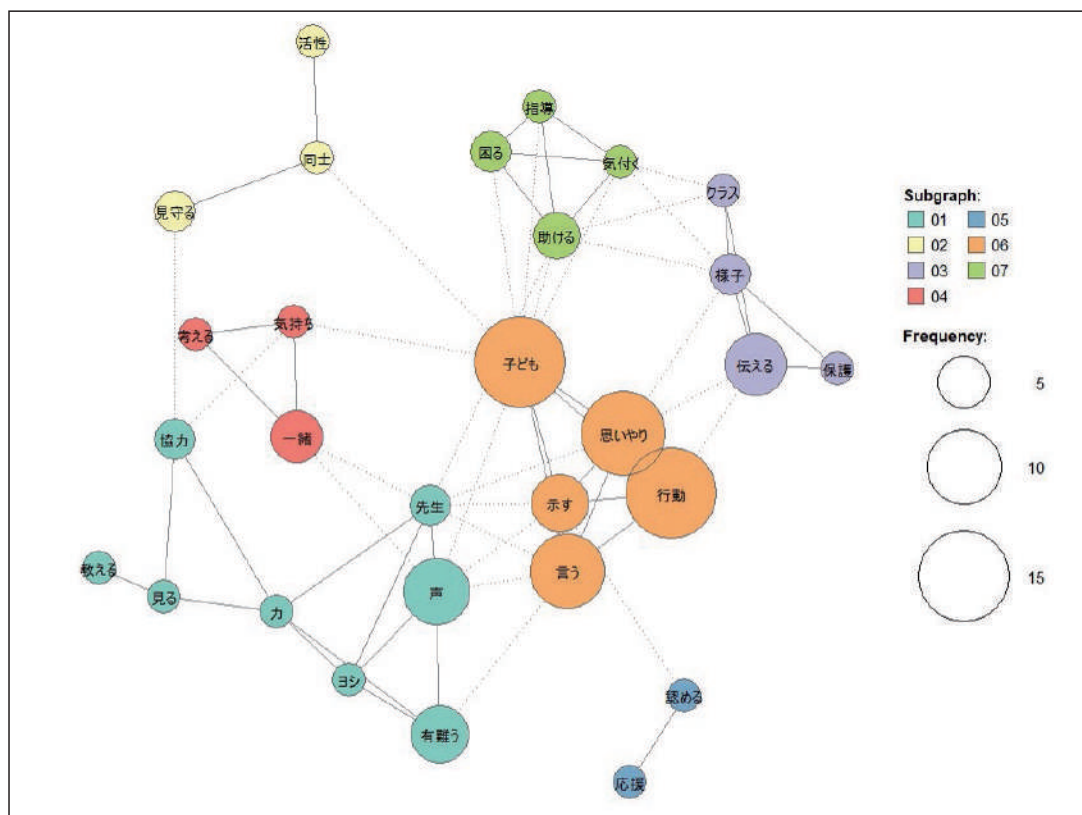 活性
同士
見守る
指導
困る
気付く
助ける
クラス
様子
伝える
保護
考える
気持ち
一緒
子ども
思いやり
行動
示す
言う
協力
先生
声
教える
見る
力
ヨシ
有難う
認める
応援
Subgraph:
01
05
02
06
03
07
04
Frequency:
5
10
15